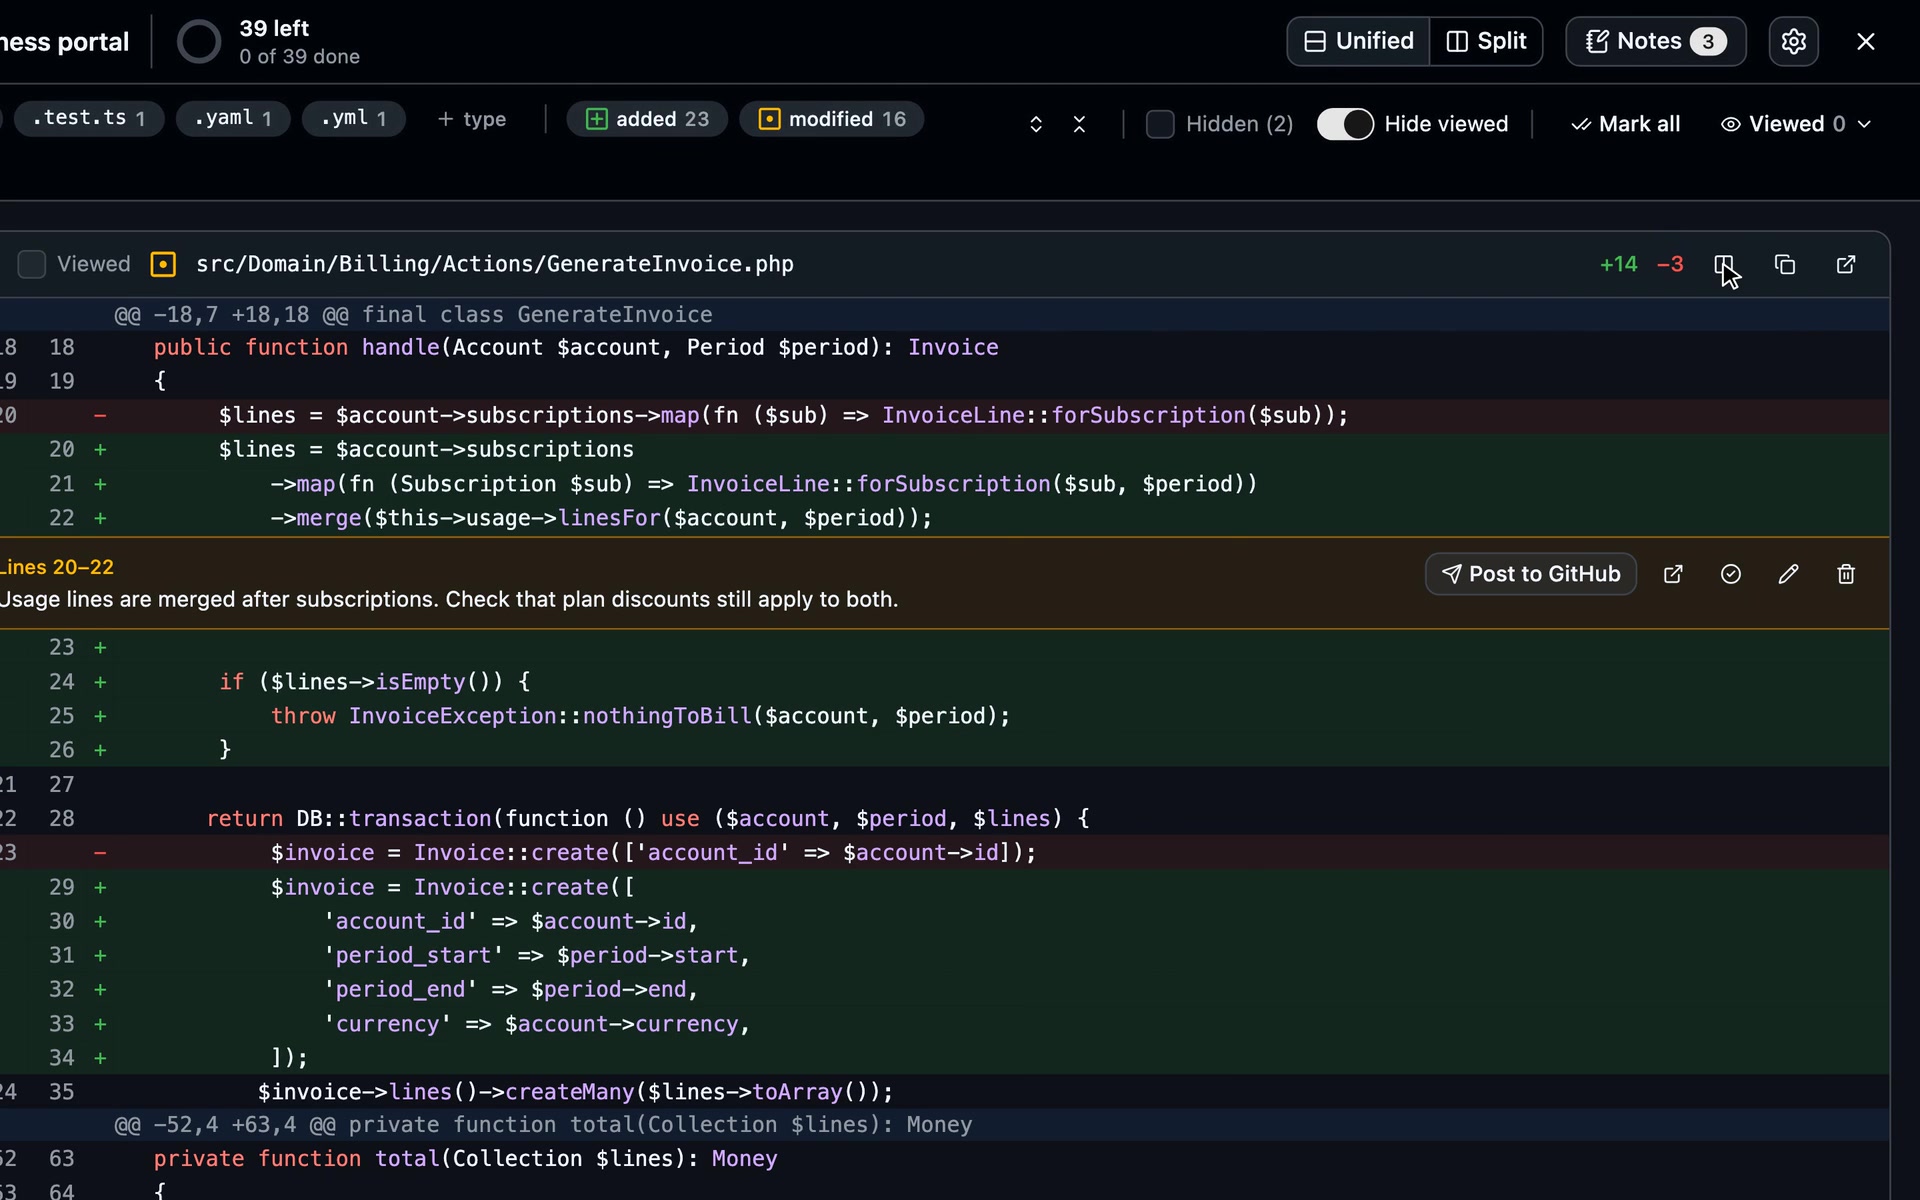 ness portal
39 left
0 of 39 done
Unified
Split
Notes 3
.test.ts 1
.yaml 1
.yml 1
+ type
added 23
modified 16
Hidden (2)
Hide viewed
Mark all
Viewed 0
Viewed
src/Domain/Billing/Actions/GenerateInvoice.php
+14 −3
@@ −18,7 +18,18 @@ final class GenerateInvoice
18 18 public function handle(Account $account, Period $period): Invoice
19 19 {
20 − $lines = $account->subscriptions->map(fn ($sub) => InvoiceLine::forSubscription($sub));
20 + $lines = $account->subscriptions
21 + ->map(fn (Subscription $sub) => InvoiceLine::forSubscription($sub, $period))
22 + ->merge($this->usage->linesFor($account, $period));
Lines 20–22
Usage lines are merged after subscriptions. Check that plan discounts still apply to both.
Post to GitHub
23 +
24 + if ($lines->isEmpty()) {
25 + throw InvoiceException::nothingToBill($account, $period);
26 + }
21 27
22 28 return DB::transaction(function () use ($account, $period, $lines) {
23 − $invoice = Invoice::create(['account_id' => $account->id]);
29 + $invoice = Invoice::create([
30 + 'account_id' => $account->id,
31 + 'period_start' => $period->start,
32 + 'period_end' => $period->end,
33 + 'currency' => $account->currency,
34 + ]);
24 35 $invoice->lines()->createMany($lines->toArray());
@@ −52,4 +63,4 @@ private function total(Collection $lines): Money
52 63 private function total(Collection $lines): Money
53 64 {